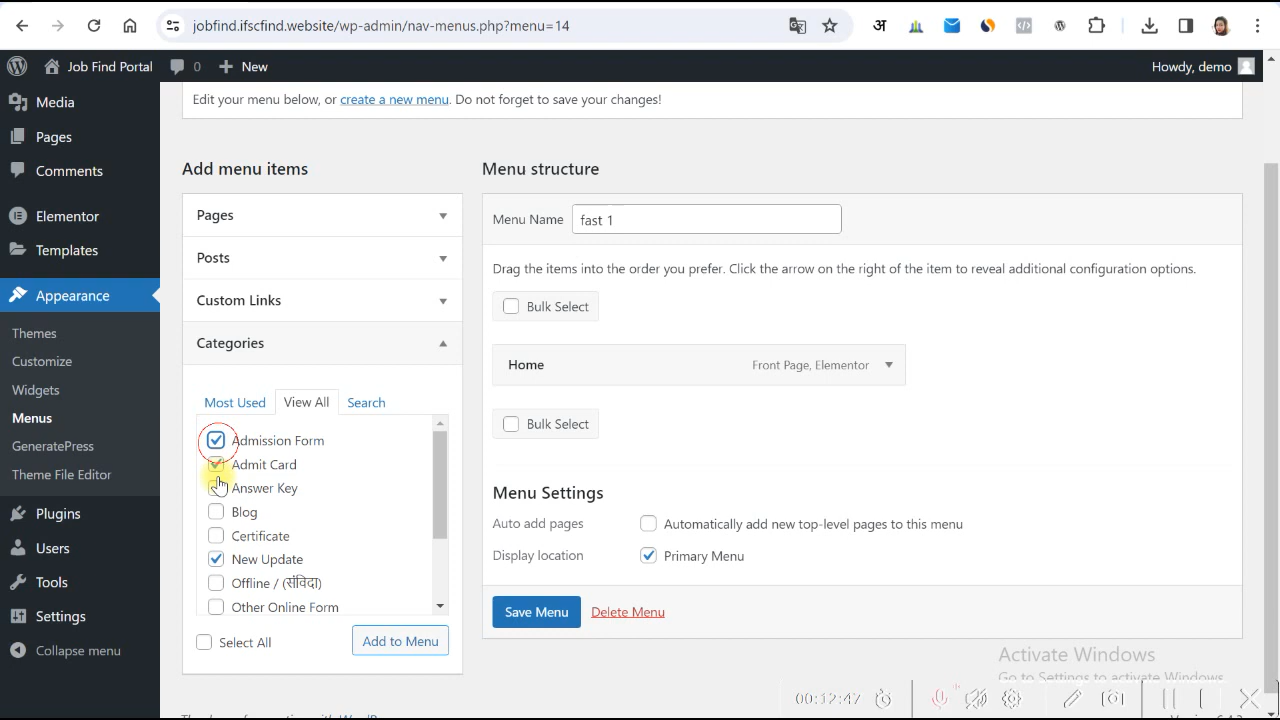 jobfind.ifscfind.website/wp-admin/nav-menus.php?menu=14
अ
Job Find Portal
0
New
Howdy, demo
Media
Pages
Comments
Elementor
Templates
Appearance
Themes
Customize
Widgets
Menus
GeneratePress
Theme File Editor
Plugins
Users
Tools
Settings
Collapse menu
Edit your menu below, or create a new menu. Do not forget to save your changes!
Add menu items
Pages
Posts
Custom Links
Categories
Most Used
View All
Search
Admission Form
Admit Card
Answer Key
Blog
Certificate
New Update
Offline / (संविदा)
Other Online Form
Select All
Add to Menu
Menu structure
Menu Name
fast 1
Drag the items into the order you prefer. Click the arrow on the right of the item to reveal additional configuration options.
Bulk Select
Home
Front Page, Elementor
Bulk Select
Menu Settings
Auto add pages
Automatically add new top-level pages to this menu
Display location
Primary Menu
Save Menu
Delete Menu
Activate Windows
Go to Settings to activate Windows.
00:12:47